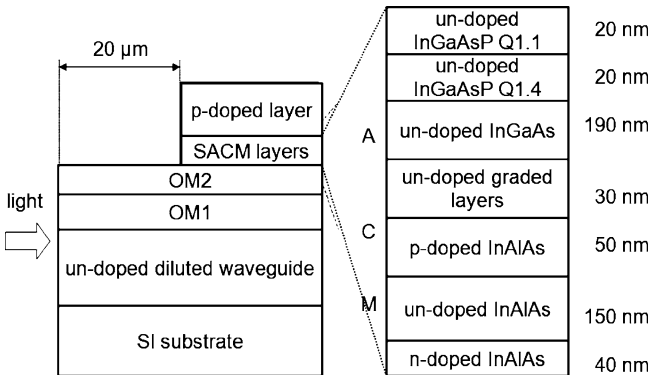 20 µm
p-doped layer
SACM layers
OM2
OM1
light
un-doped diluted waveguide
SI substrate
A
C
M
un-doped
InGaAsP Q1.1
20 nm
un-doped
InGaAsP Q1.4
20 nm
un-doped InGaAs
190 nm
un-doped graded
layers
30 nm
p-doped InAlAs
50 nm
un-doped InAlAs
150 nm
n-doped InAlAs
40 nm